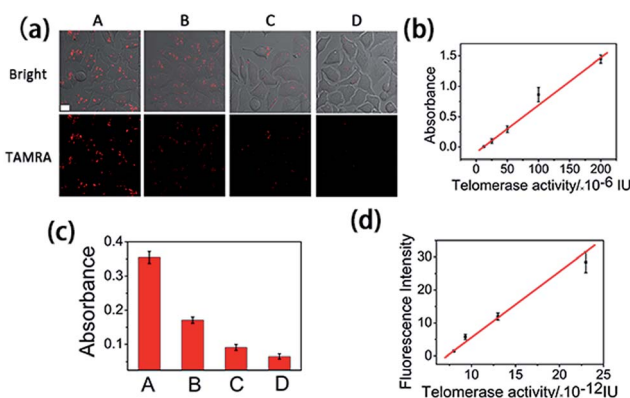 (a)
A B C D
Bright
TAMRA
(b)
Absorbance
1.5
1.0
0.5
0.0
0 50 100 150 200
Telomerase activity/.10-6 IU
(c)
Absorbance
0.4
0.3
0.2
0.1
A B C D
(d)
Fluorescence Intensity
30
20
10
0
10 15 20 25
Telomerase activity/.10-12IU